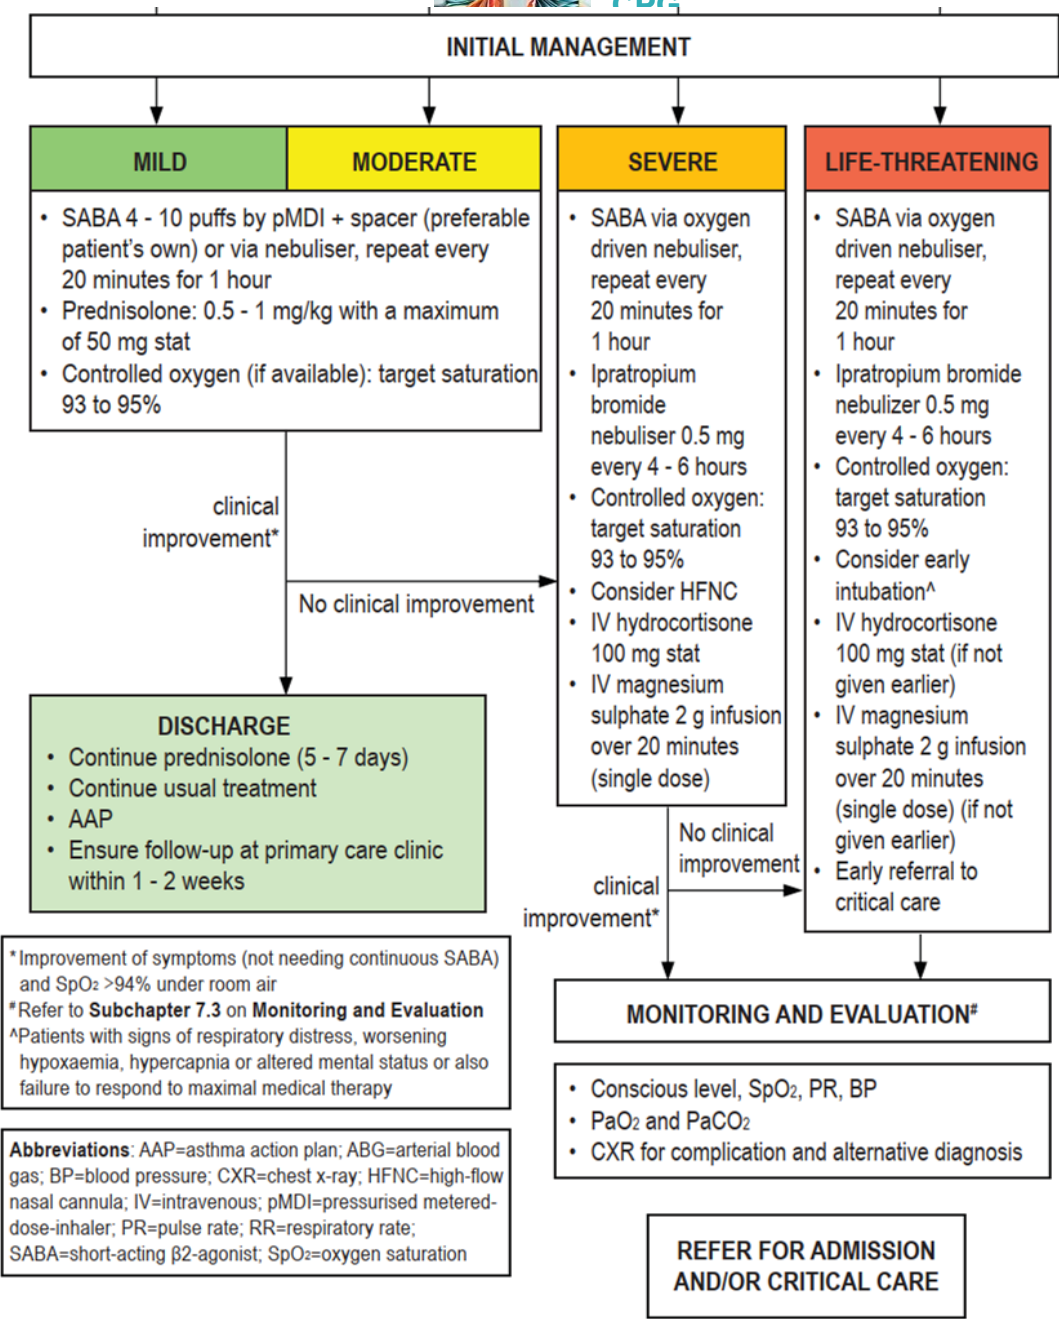 INITIAL MANAGEMENT
MILD
MODERATE
• SABA 4 - 10 puffs by pMDI + spacer (preferable
patient's own) or via nebuliser, repeat every
20 minutes for 1 hour
• Prednisolone: 0.5 - 1 mg/kg with a maximum
of 50 mg stat
• Controlled oxygen (if available): target saturation
93 to 95%
SEVERE
• SABA via oxygen
driven nebuliser,
repeat every
20 minutes for
1 hour
• Ipratropium
bromide
nebuliser 0.5 mg
every 4 - 6 hours
• Controlled oxygen:
target saturation
93 to 95%
• Consider HFNC
• IV hydrocortisone
100 mg stat
• IV magnesium
sulphate 2 g infusion
over 20 minutes
(single dose)
LIFE-THREATENING
• SABA via oxygen
driven nebuliser,
repeat every
20 minutes for
1 hour
• Ipratropium bromide
nebulizer 0.5 mg
every 4 - 6 hours
• Controlled oxygen:
target saturation
93 to 95%
• Consider early
intubation^
• IV hydrocortisone
100 mg stat (if not
given earlier)
• IV magnesium
sulphate 2 g infusion
over 20 minutes
(single dose) (if not
given earlier)
• Early referral to
critical care
clinical
improvement*
No clinical improvement
DISCHARGE
• Continue prednisolone (5 - 7 days)
• Continue usual treatment
• AAP
• Ensure follow-up at primary care clinic
within 1 - 2 weeks
No clinical
improvement
clinical
improvement*
*Improvement of symptoms (not needing continuous SABA)
and SpO2 >94% under room air
#Refer to Subchapter 7.3 on Monitoring and Evaluation
^Patients with signs of respiratory distress, worsening
hypoxaemia, hypercapnia or altered mental status or also
failure to respond to maximal medical therapy
MONITORING AND EVALUATION#
• Conscious level, SpO2, PR, BP
• PaO2 and PaCO2
• CXR for complication and alternative diagnosis
Abbreviations: AAP=asthma action plan; ABG=arterial blood
gas; BP=blood pressure; CXR=chest x-ray; HFNC=high-flow
nasal cannula; IV=intravenous; pMDI=pressurised metered-
dose-inhaler; PR=pulse rate; RR=respiratory rate;
SABA=short-acting β2-agonist; SpO2=oxygen saturation
REFER FOR ADMISSION
AND/OR CRITICAL CARE